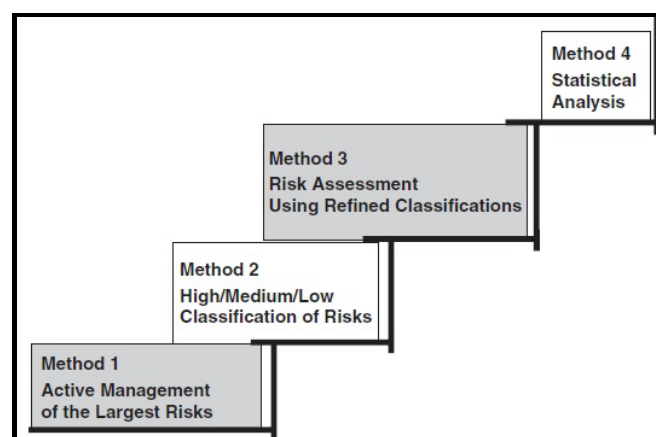 Method 4
Statistical
Analysis
Method 3
Risk Assessment
Using Refined Classifications
Method 2
High/Medium/Low
Classification of Risks
Method 1
Active Management
of the Largest Risks